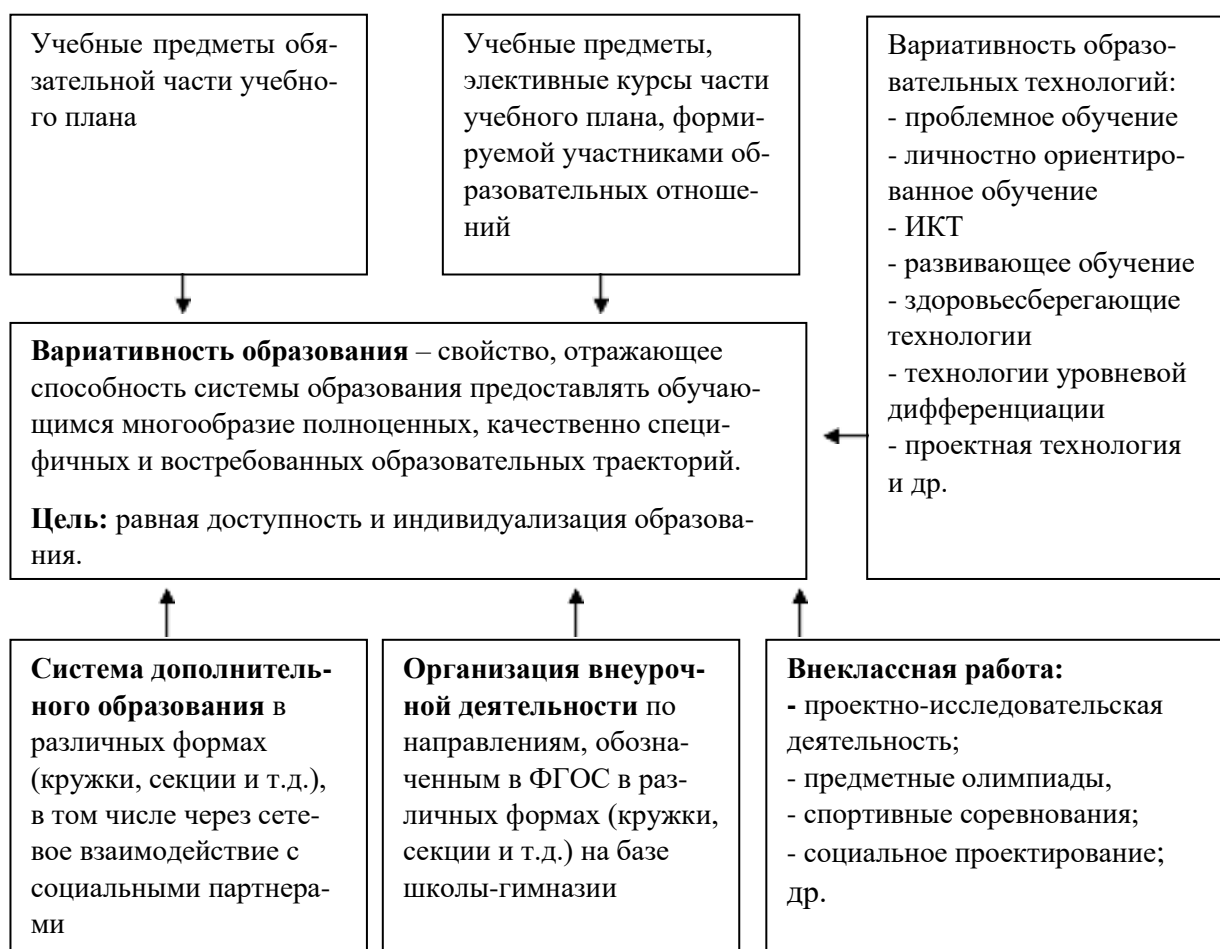 Учебные предметы обя-
зательной части учебно-
го плана
Учебные предметы,
элективные курсы части
учебного плана, форми-
руемой участниками об-
разовательных отноше-
ний
Вариативность образо-
вательных технологий:
- проблемное обучение
- личностно ориентиро-
ванное обучение
- ИКТ
- развивающее обучение
- здоровьесберегающие
технологии
- технологии уровневой
дифференциации
- проектная технология
и др.
Вариативность образования – свойство, отражающее
способность системы образования предоставлять обучаю-
щимся многообразие полноценных, качественно специ-
фичных и востребованных образовательных траекторий.
Цель: равная доступность и индивидуализация образова-
ния.
Система дополнитель-
ного образования в
различных формах
(кружки, секции и т.д.),
в том числе через сете-
вое взаимодействие с
социальными партнера-
ми
Организация внеуроч-
ной деятельности по
направлениям, обозна-
ченным в ФГОС в раз-
личных формах (кружки,
секции и т.д.) на базе
школы-гимназии
Внеклассная работа:
- проектно-исследовательская
деятельность;
- предметные олимпиады,
- спортивные соревнования;
- социальное проектирование;
др.